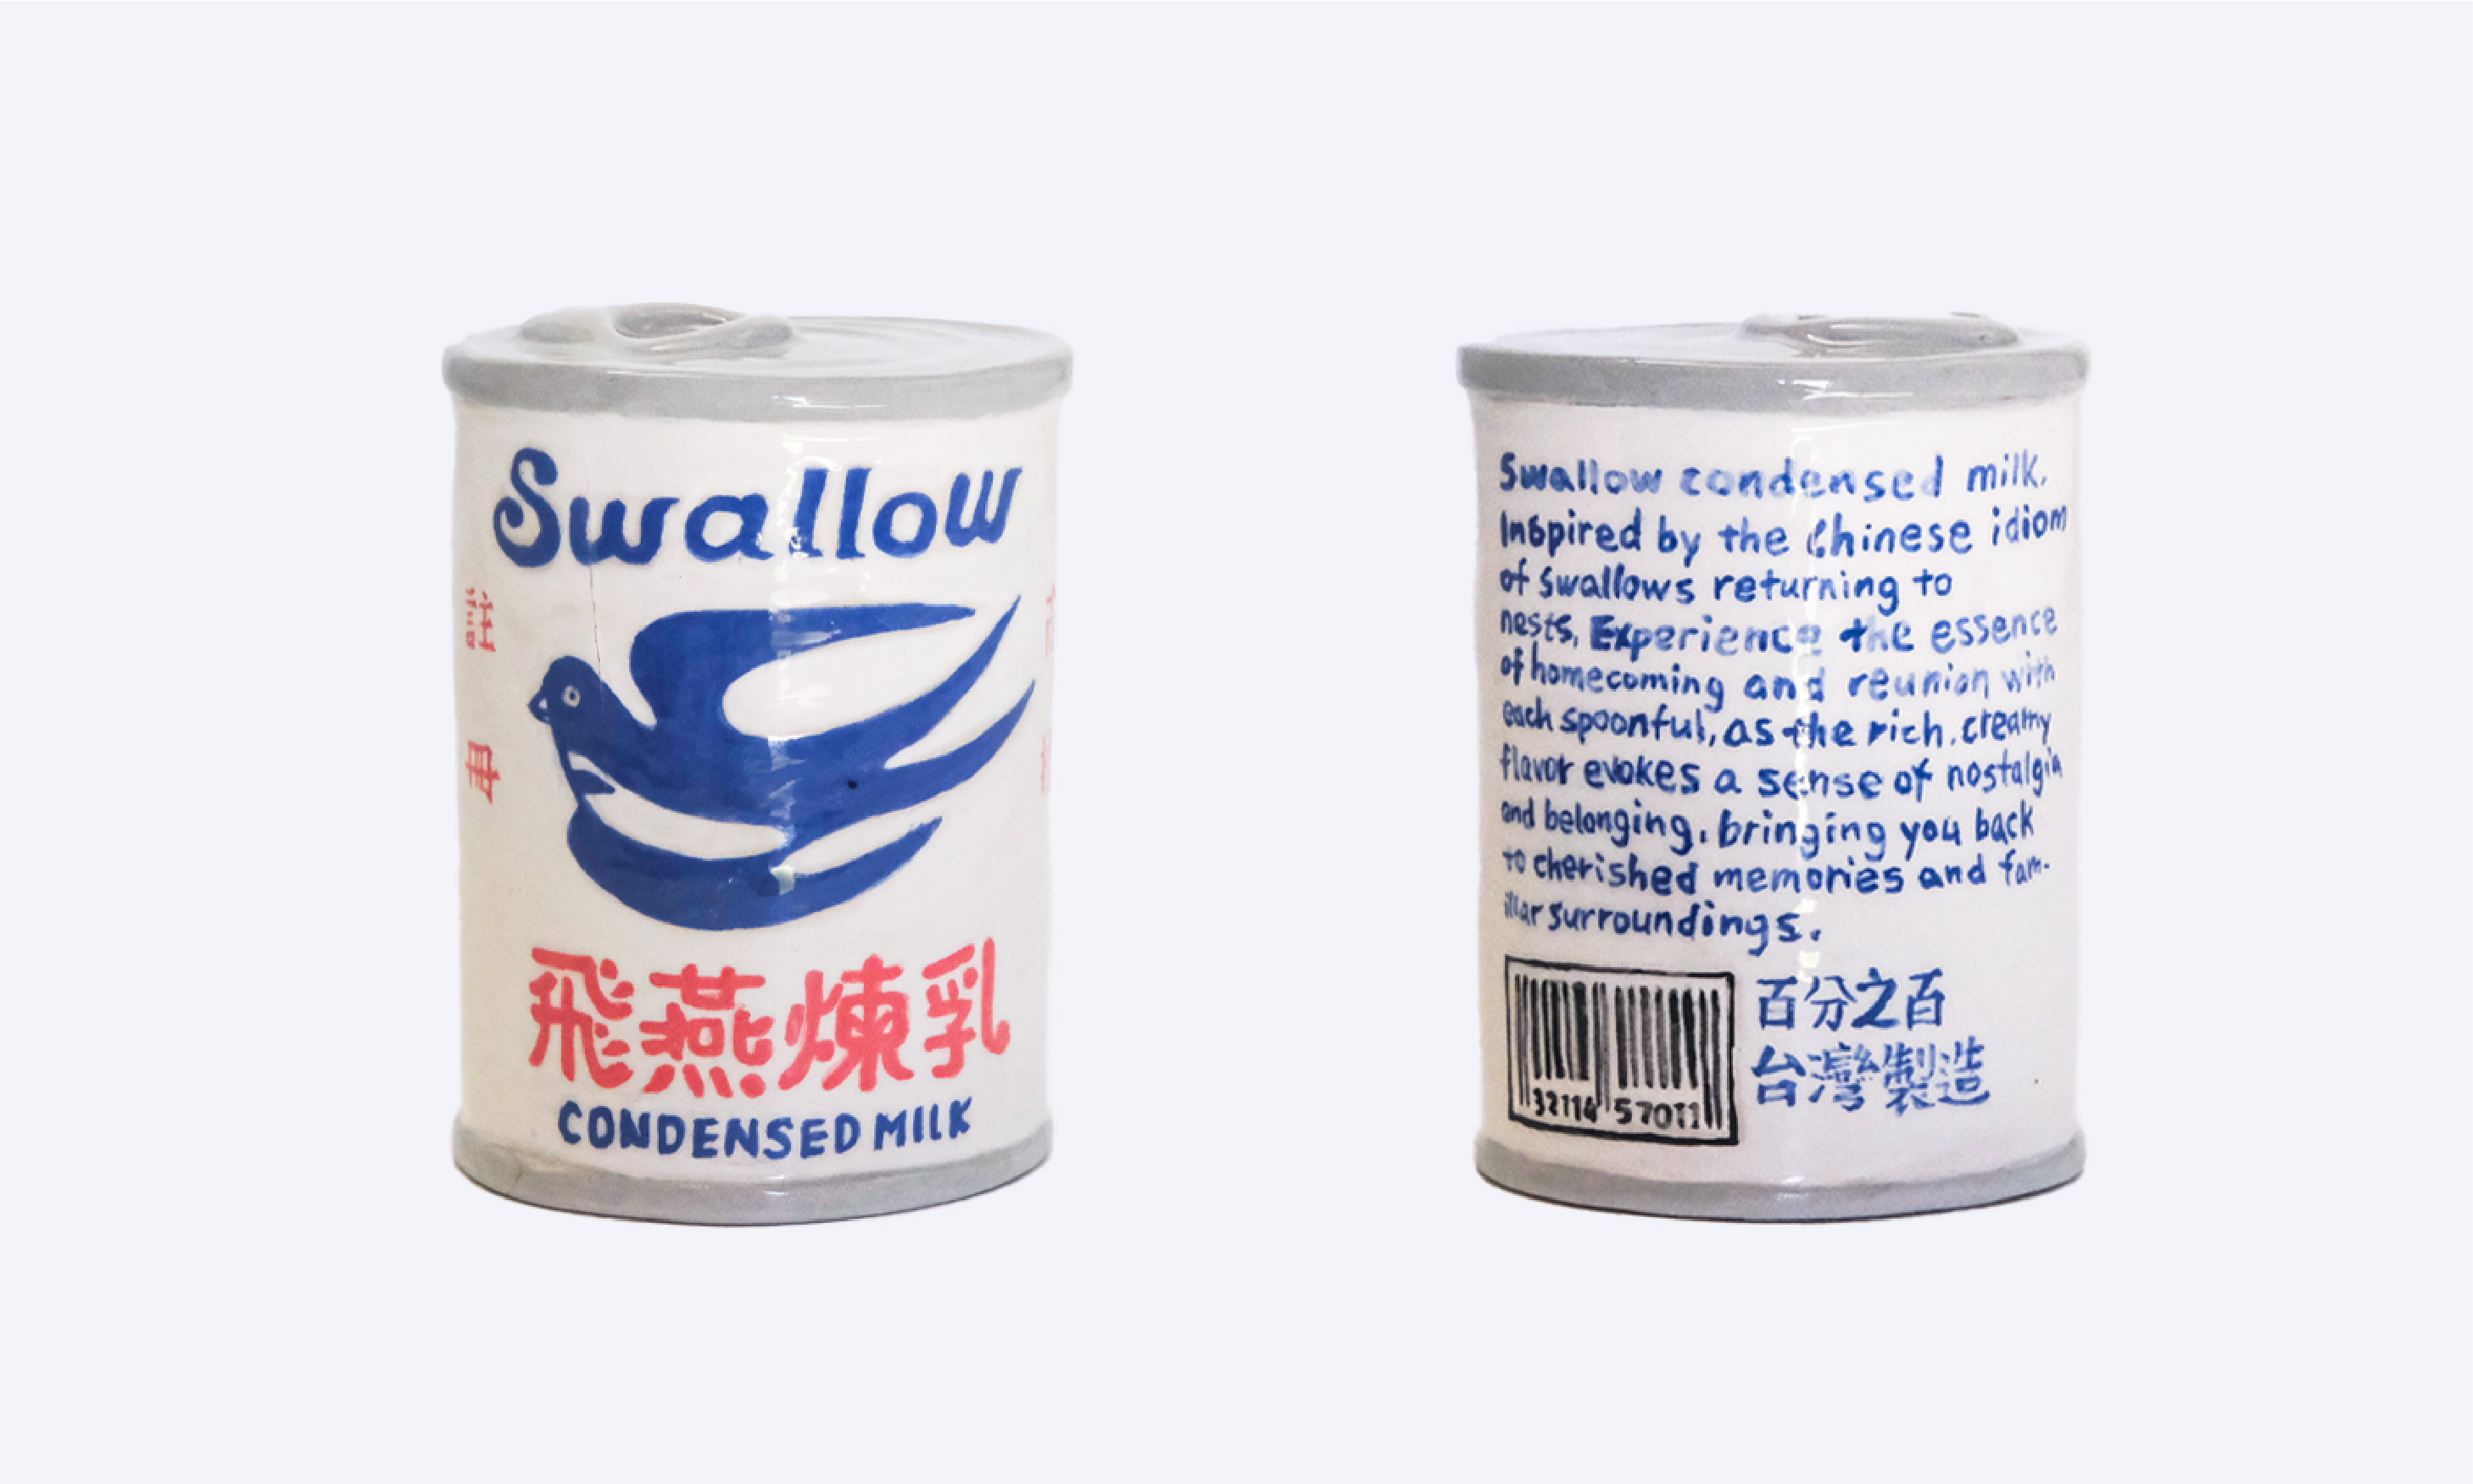 Swallow
註
冊
飛燕煉乳
CONDENSED MILK
Swallow condensed milk.
Inspired by the Chinese idiom
of swallows returning to
nests. Experience the essence
of homecoming and reunion with
each spoonful, as the rich, creamy
flavor evokes a sense of nostalgia
and belonging, bringing you back
to cherished memories and fam-
iliar surroundings.
百分之百
台灣製造
32114 57011